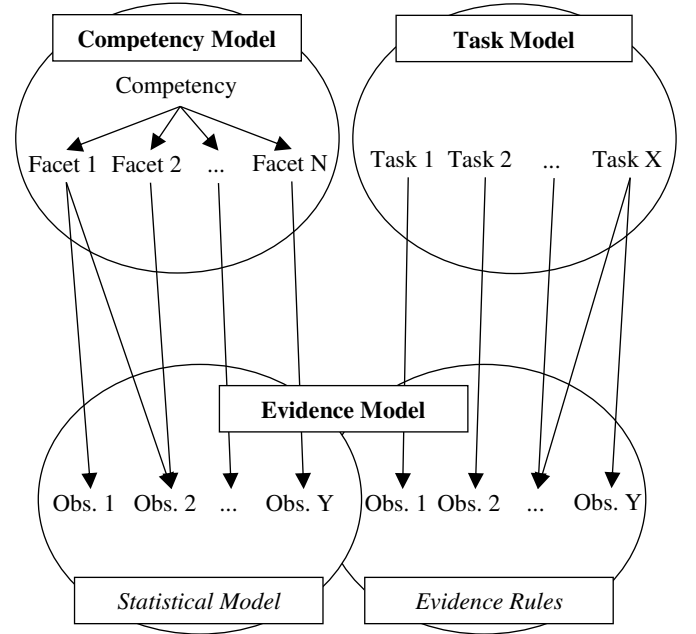 Competency Model
Task Model
Competency
Facet 1 Facet 2 ... Facet N
Task 1 Task 2 ... Task X
Evidence Model
Obs. 1 Obs. 2 ... Obs. Y
Obs. 1 Obs. 2 ... Obs. Y
Statistical Model
Evidence Rules